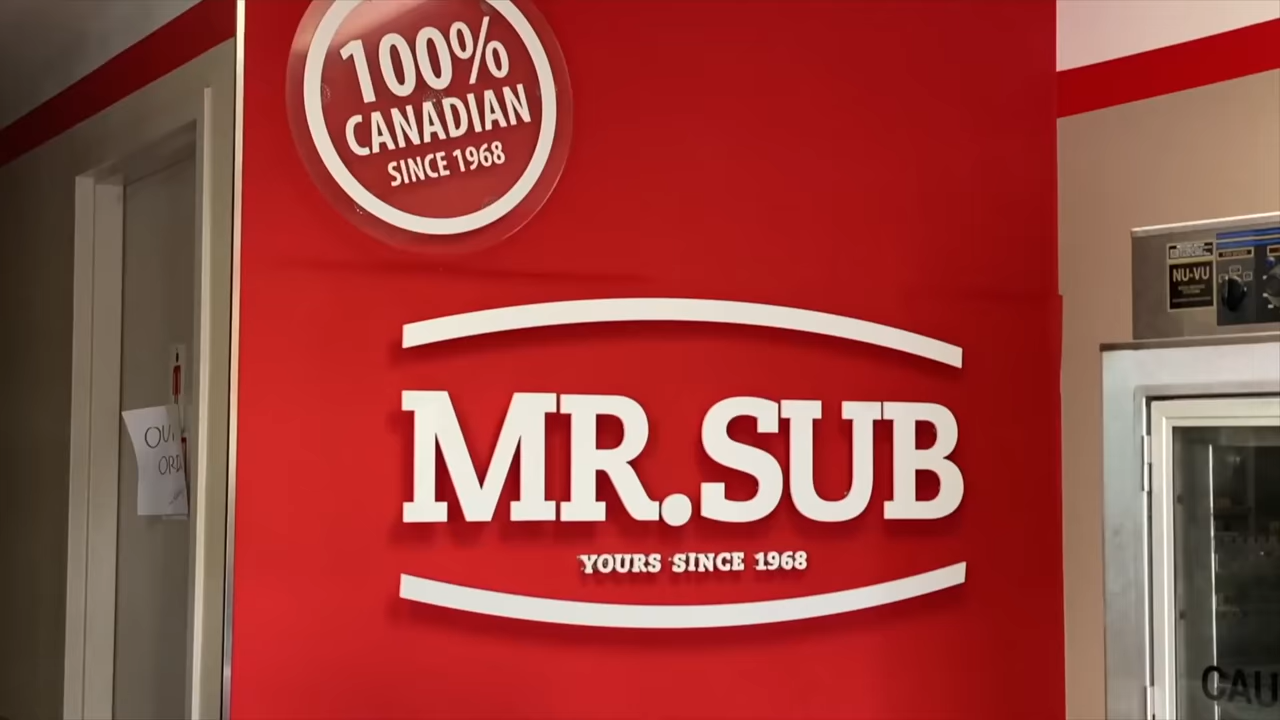 100%
CANADIAN
SINCE 1968
MR.SUB
YOURS SINCE 1968
NU-VU